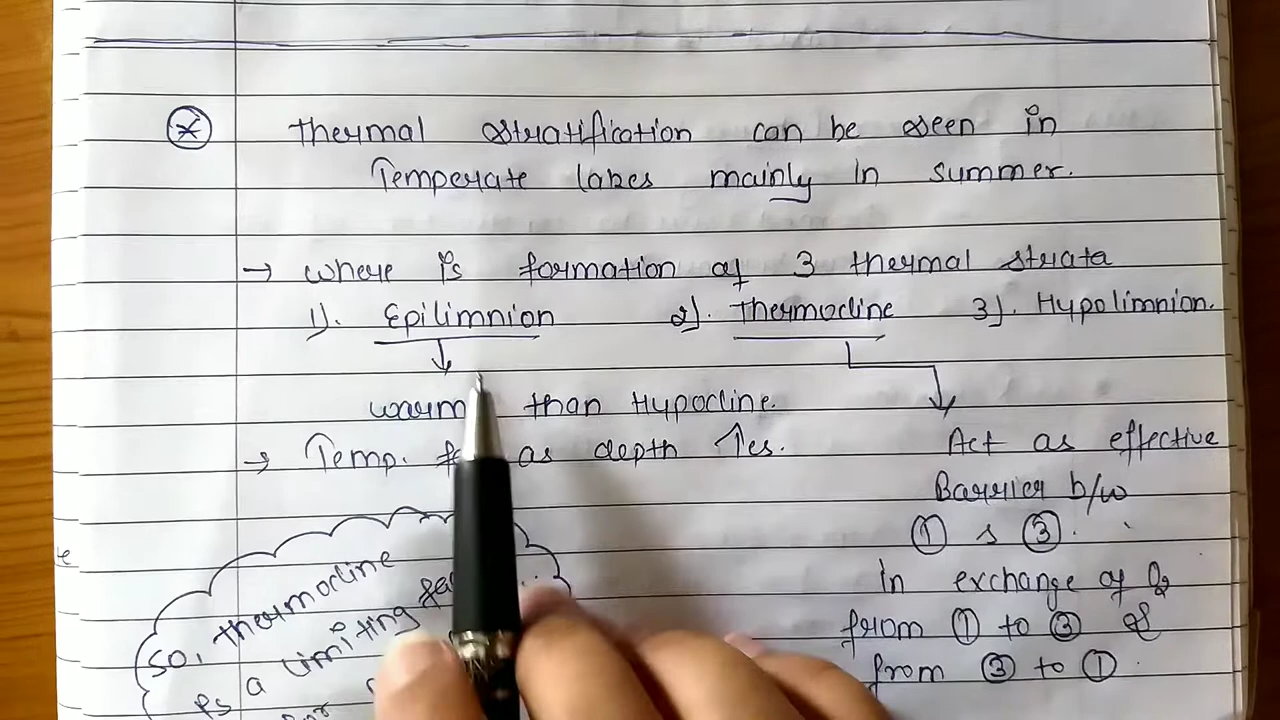 Thermal stratification can be seen in
Temperate lakes mainly in summer.
→ where is formation of 3 thermal strata
1). Epilimnion 2). Thermocline 3). Hypolimnion.
↓
warm than Hypocline.
→ Temp. as depth ↑es.
Act as effective
Barrier b/w
① & ③.
in exchange of O2
from ① to ③ &
from ③ to ①.
So, thermocline
is a limiting